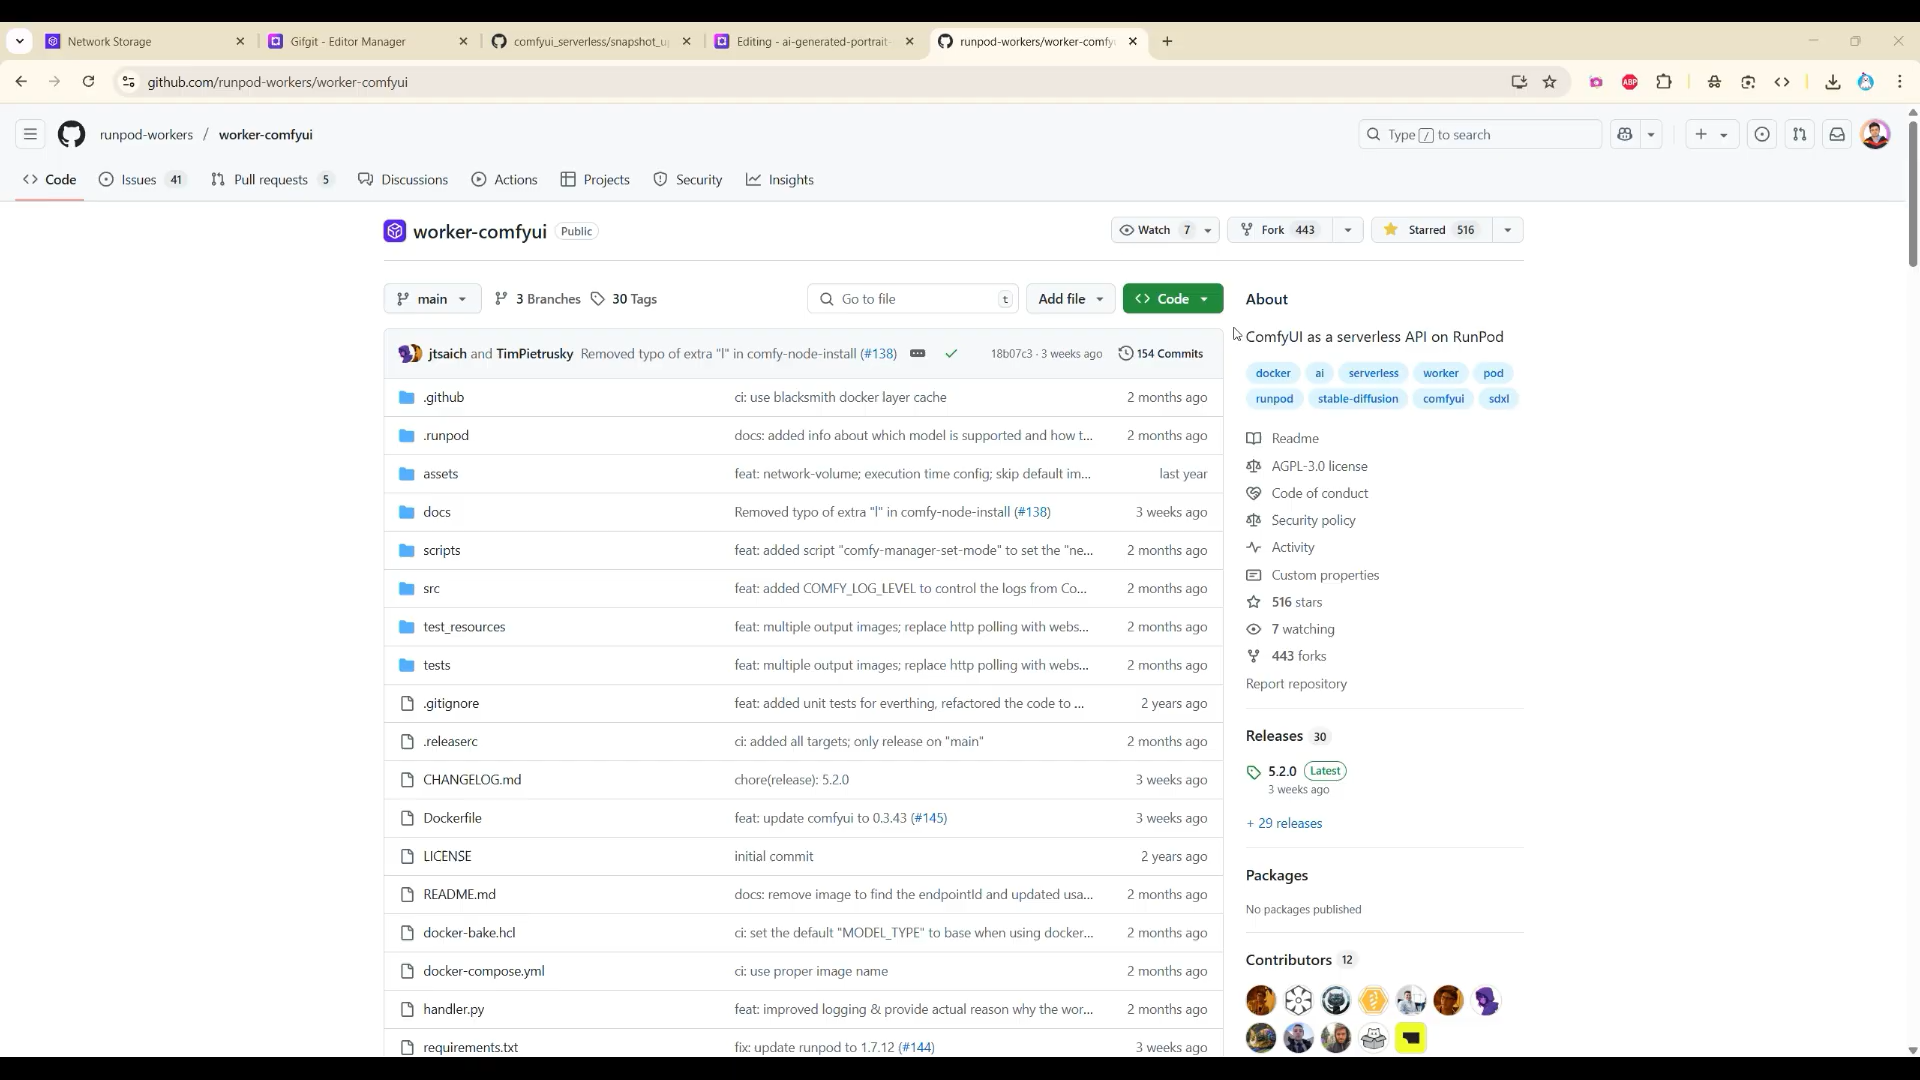 Network Storage
Gifgit - Editor Manager
comfyui_serverless/snapshot_u
Editing - ai-generated-portrait-
runpod-workers/worker-comfyu
github.com/runpod-workers/worker-comfyui
ABP
runpod-workers / worker-comfyui
Type / to search
Code
Issues 41
Pull requests 5
Discussions
Actions
Projects
Security
Insights
worker-comfyui Public
Watch 7
Fork 443
Starred 516
main
3 Branches
30 Tags
Go to file t
Add file
Code
jtsaich and TimPietrusky Removed typo of extra "l" in comfy-node-install (#138) 18b07c3 · 3 weeks ago 154 Commits
.github ci: use blacksmith docker layer cache 2 months ago
.runpod docs: added info about which model is supported and how t... 2 months ago
assets feat: network-volume; execution time config; skip default im... last year
docs Removed typo of extra "l" in comfy-node-install (#138) 3 weeks ago
scripts feat: added script "comfy-manager-set-mode" to set the "ne... 2 months ago
src feat: added COMFY_LOG_LEVEL to control the logs from Co... 2 months ago
test_resources feat: multiple output images; replace http polling with webs... 2 months ago
tests feat: multiple output images; replace http polling with webs... 2 months ago
.gitignore feat: added unit tests for everthing, refactored the code to ... 2 years ago
.releaserc ci: added all targets; only release on "main" 2 months ago
CHANGELOG.md chore(release): 5.2.0 3 weeks ago
Dockerfile feat: update comfyui to 0.3.43 (#145) 3 weeks ago
LICENSE initial commit 2 years ago
README.md docs: remove image to find the endpointId and updated usa... 2 months ago
docker-bake.hcl ci: set the default "MODEL_TYPE" to base when using docker... 2 months ago
docker-compose.yml ci: use proper image name 2 months ago
handler.py feat: improved logging & provide actual reason why the wor... 2 months ago
requirements.txt fix: update runpod to 1.7.12 (#144) 3 weeks ago
About
ComfyUI as a serverless API on RunPod
docker ai serverless worker pod
runpod stable-diffusion comfyui sdxl
Readme
AGPL-3.0 license
Code of conduct
Security policy
Activity
Custom properties
516 stars
7 watching
443 forks
Report repository
Releases 30
5.2.0 Latest
3 weeks ago
+ 29 releases
Packages
No packages published
Contributors 12